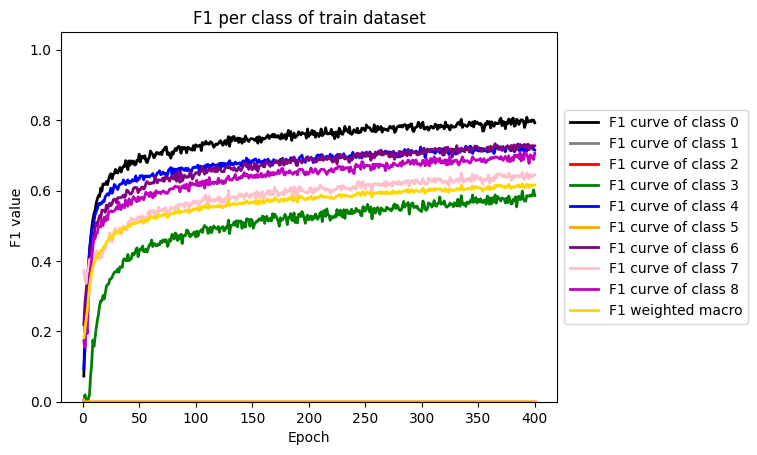 F1 per class of train dataset
1.0
0.8
0.6
0.4
0.2
0.0
F1 value
0 50 100 150 200 250 300 350 400
Epoch
F1 curve of class 0
F1 curve of class 1
F1 curve of class 2
F1 curve of class 3
F1 curve of class 4
F1 curve of class 5
F1 curve of class 6
F1 curve of class 7
F1 curve of class 8
F1 weighted macro